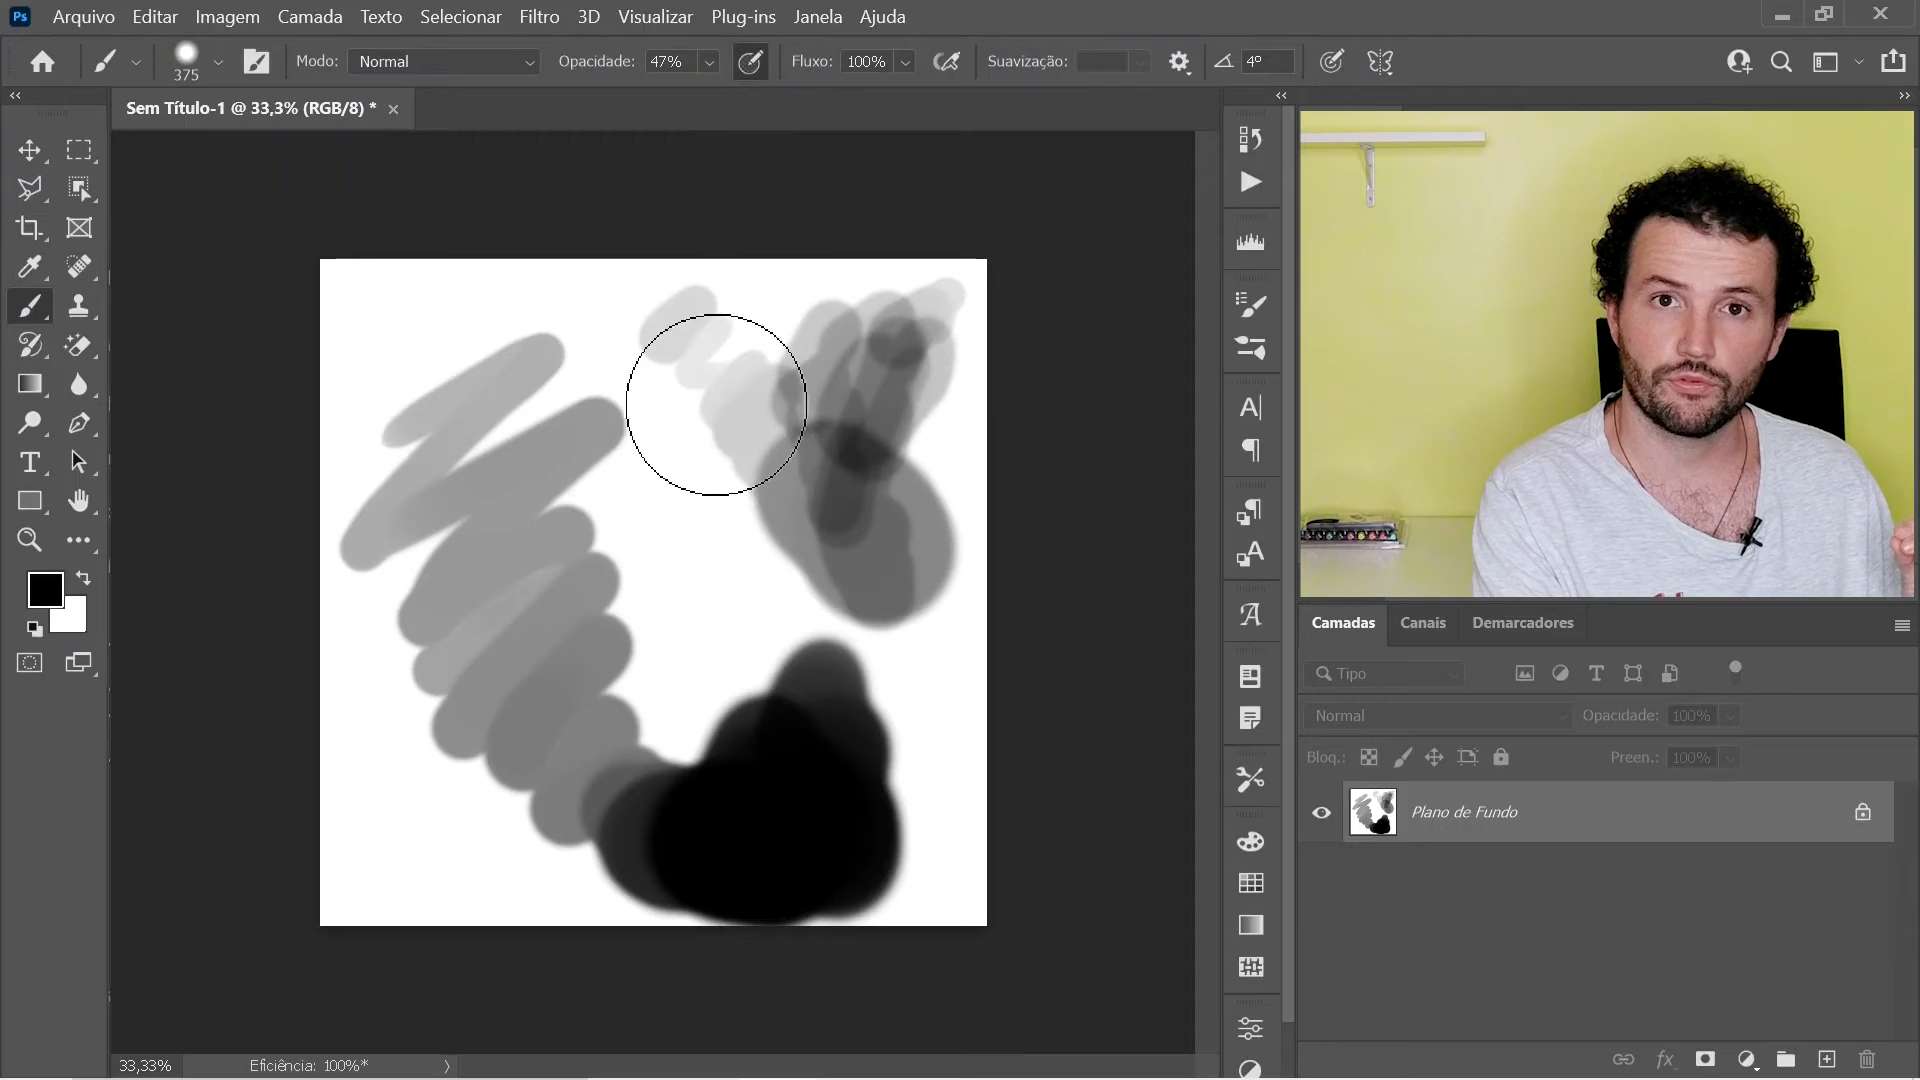 Ps Arquivo Editar Imagem Camada Texto Selecionar Filtro 3D Visualizar Plug-ins Janela Ajuda
375 Modo: Normal Opacidade: 47% Fluxo: 100% Suavização: 4º
Sem Título-1 @ 33,3% (RGB/8) *
Camadas Canais Demarcadores
Tipo
Normal Opacidade: 100%
Bloq.: Preen.: 100%
Plano de Fundo
fx
33,33% Eficiência: 100%*